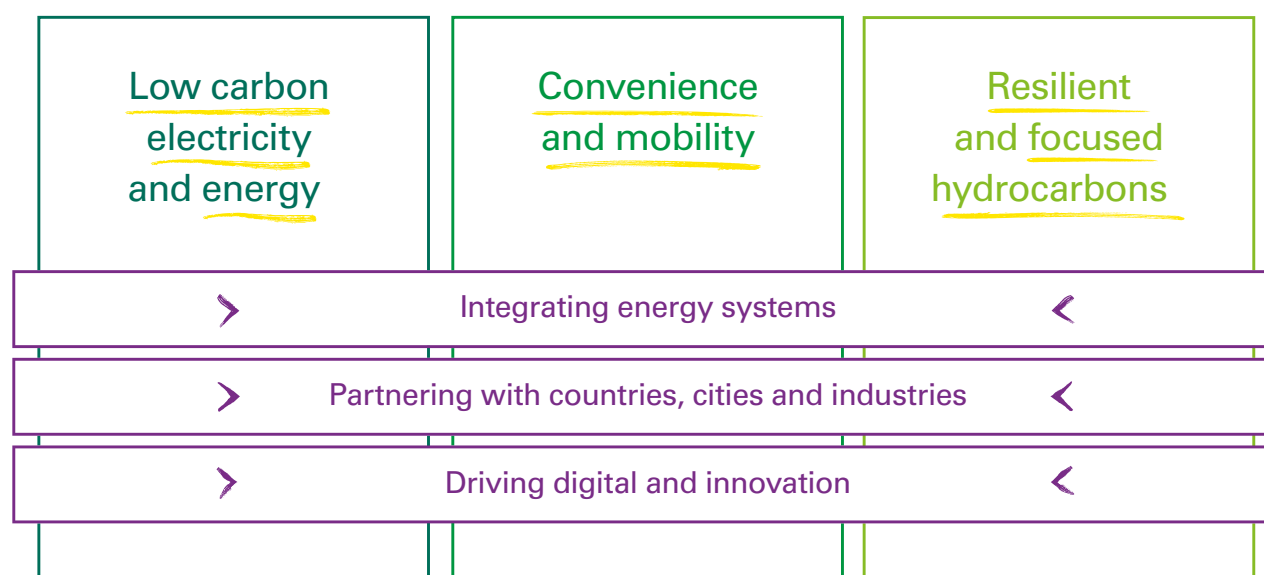 Low carbon
electricity
and energy
Convenience
and mobility
Resilient
and focused
hydrocarbons
Integrating energy systems
Partnering with countries, cities and industries
Driving digital and innovation